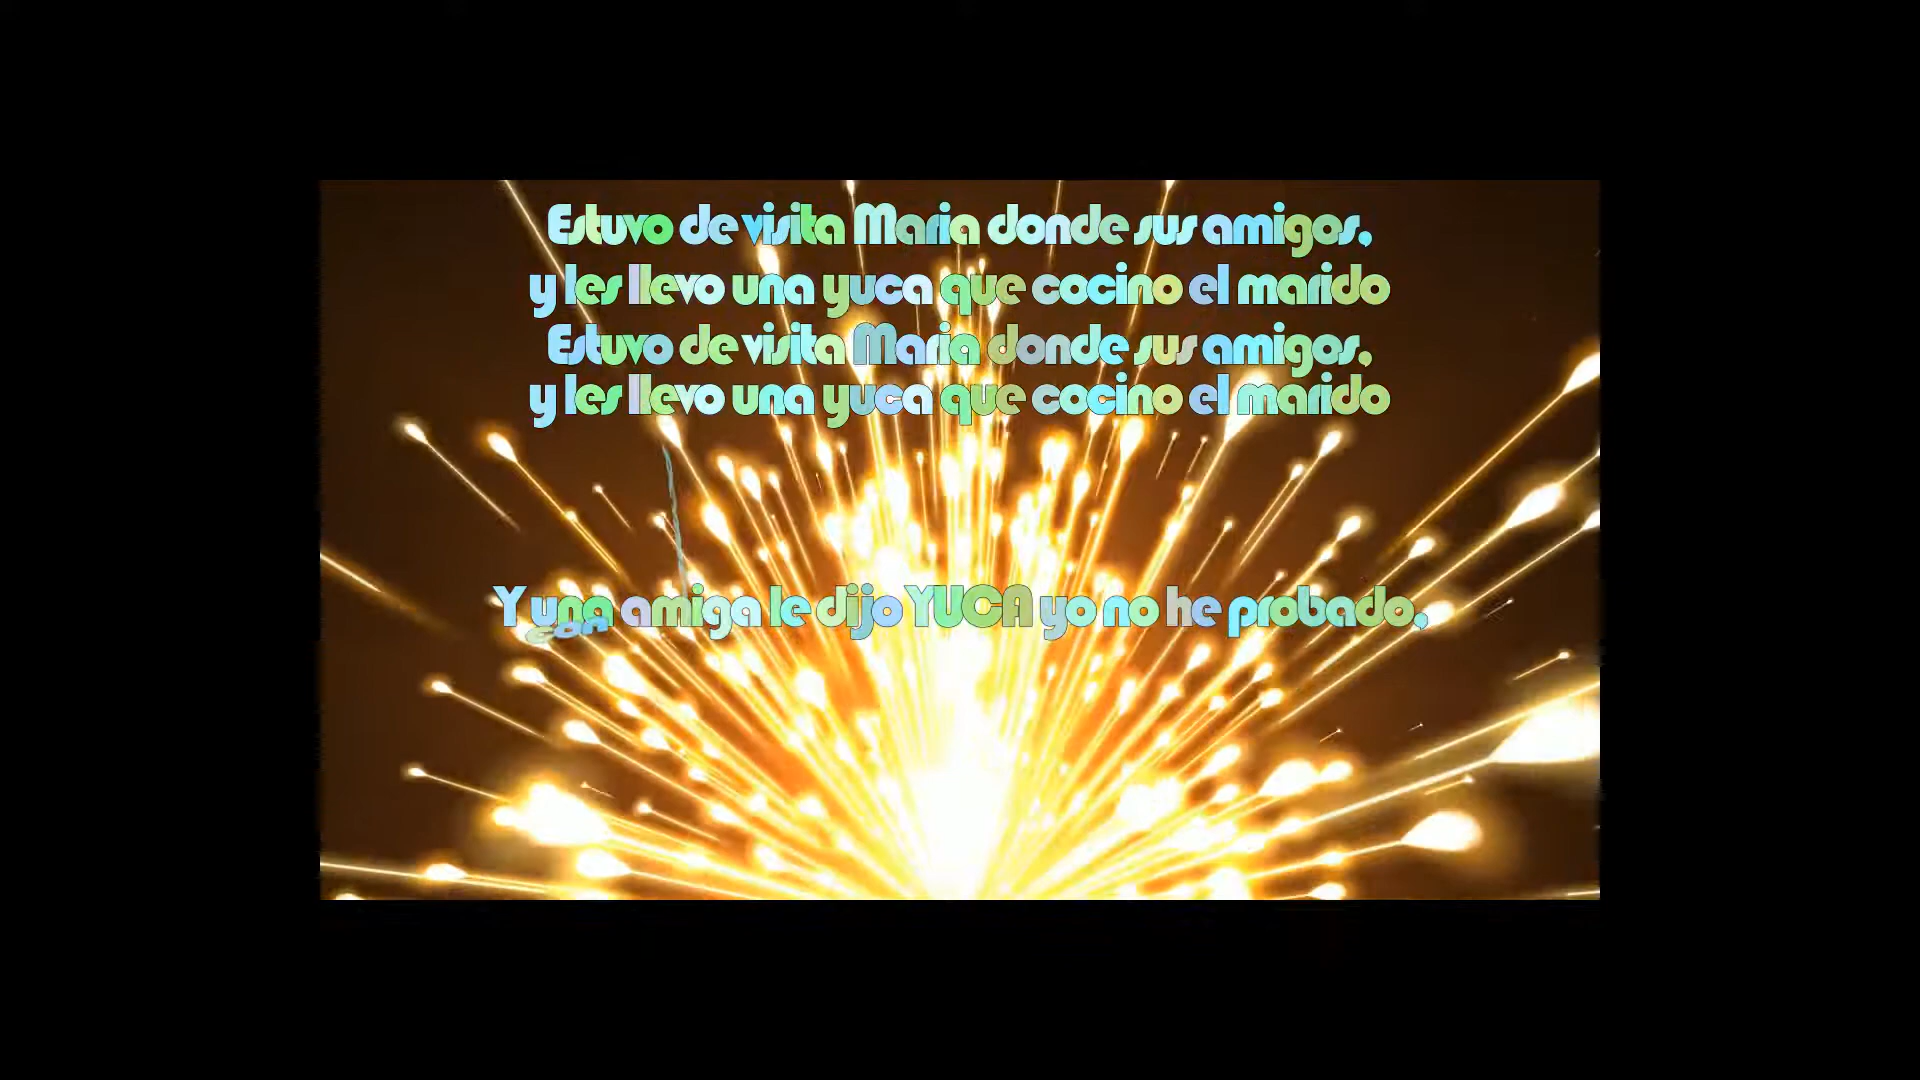 Estuvo de visita Maria donde sus amigos,
y les llevo una yuca que cocino el marido
Estuvo de visita Maria donde sus amigos,
y les llevo una yuca que cocino el marido
Y una amiga le dijo YUCA yo no he probado,
con